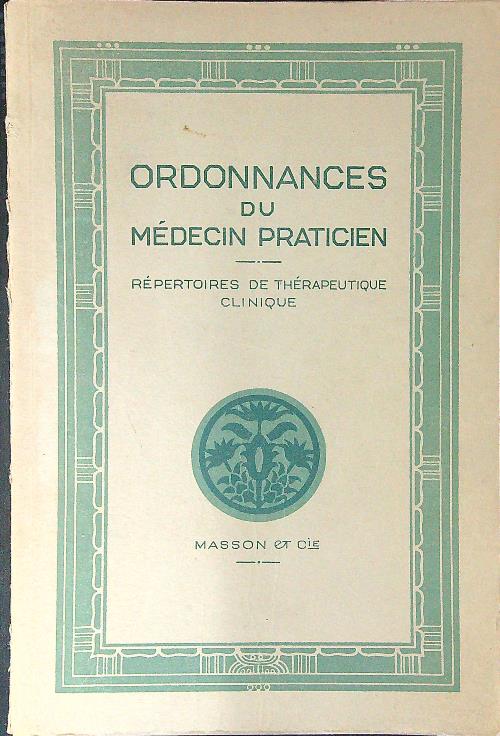 ORDONNANCES
DU
MÉDECIN PRATICIEN
RÉPERTOIRES DE THÉRAPEUTIQUE
CLINIQUE
MASSON et CIE